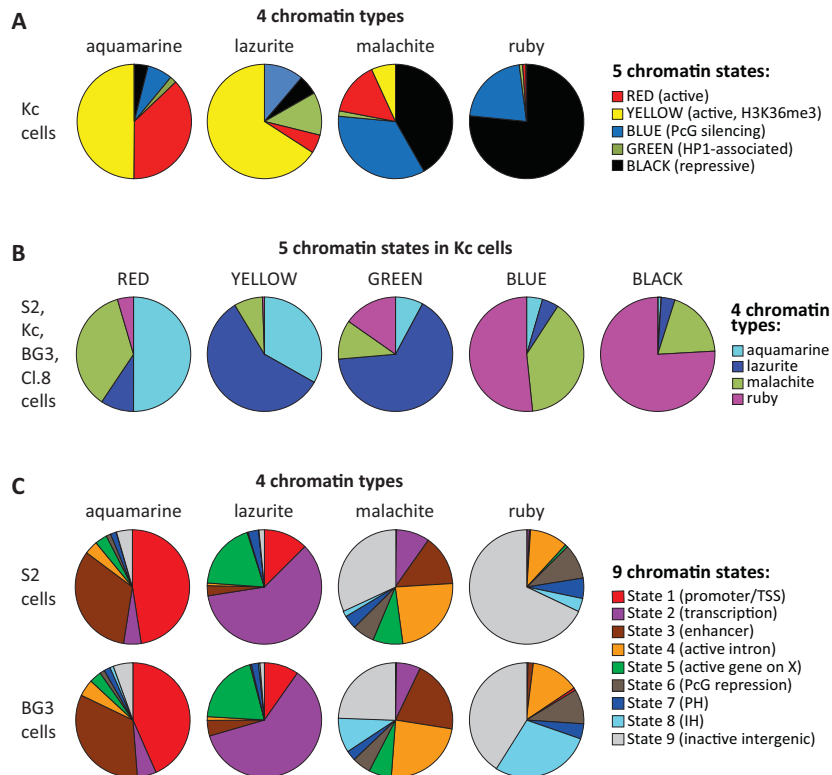 A
4 chromatin types
aquamarine lazurite malachite ruby
Kc
cells
5 chromatin states:
RED (active)
YELLOW (active, H3K36me3)
BLUE (PcG silencing)
GREEN (HP1-associated)
BLACK (repressive)
B
5 chromatin states in Kc cells
RED YELLOW GREEN BLUE BLACK
S2,
Kc,
BG3,
Cl.8
cells
4 chromatin
types:
aquamarine
lazurite
malachite
ruby
C
4 chromatin types
aquamarine lazurite malachite ruby
S2
cells
BG3
cells
9 chromatin states:
State 1 (promoter/TSS)
State 2 (transcription)
State 3 (enhancer)
State 4 (active intron)
State 5 (active gene on X)
State 6 (PcG repression)
State 7 (PH)
State 8 (IH)
State 9 (inactive intergenic)